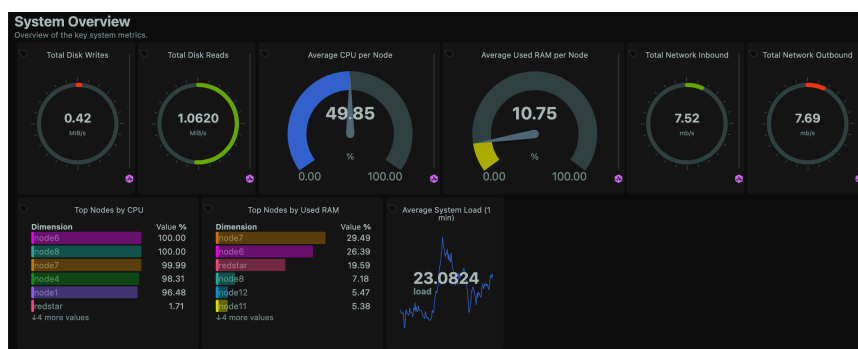 System Overview
Overview of the key system metrics.
Total Disk Writes
0.42
MiB/s
Total Disk Reads
1.0620
MiB/s
Average CPU per Node
49.85
%
0.00 100.00
Average Used RAM per Node
10.75
%
0.00 100.00
Total Network Inbound
7.52
mb/s
Total Network Outbound
7.69
mb/s
Top Nodes by CPU
Dimension Value %
node6 100.00
node8 100.00
node7 99.99
node4 98.31
node1 96.48
redstar 1.71
↓4 more values
Top Nodes by Used RAM
Dimension Value %
node7 29.49
node6 26.39
redstar 19.59
node8 7.18
node12 5.47
node11 5.38
↓4 more values
Average System Load (1
min)
23.0824
load